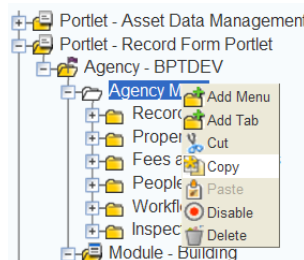 Portlet - Asset Data Management
Portlet - Record Form Portlet
Agency - BPTDEV
Agency M
Add Menu
Recor
Add Tab
Proper
Cut
Fees a
Copy
People
Paste
Workfl
Disable
Inspec
Delete
Module - Building